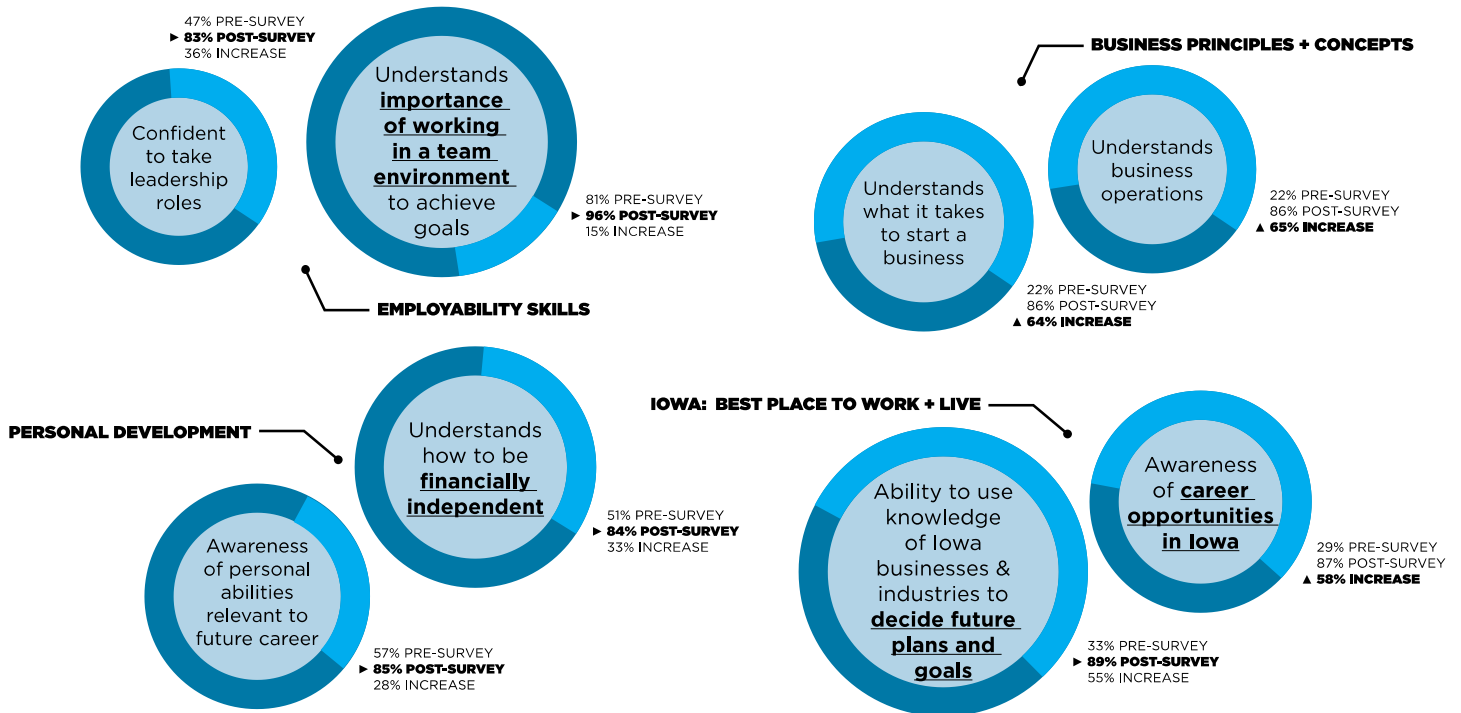 47% PRE-SURVEY
► 83% POST-SURVEY
36% INCREASE
Confident
to take
leadership
roles
Understands
importance
of working
in a team
environment
to achieve
goals
81% PRE-SURVEY
► 96% POST-SURVEY
15% INCREASE
EMPLOYABILITY SKILLS
BUSINESS PRINCIPLES + CONCEPTS
Understands
what it takes
to start a
business
22% PRE-SURVEY
86% POST-SURVEY
▲ 64% INCREASE
Understands
business
operations
22% PRE-SURVEY
86% POST-SURVEY
▲ 65% INCREASE
PERSONAL DEVELOPMENT
Understands
how to be
financially
independent
51% PRE-SURVEY
► 84% POST-SURVEY
33% INCREASE
Awareness
of personal
abilities
relevant to
future career
57% PRE-SURVEY
► 85% POST-SURVEY
28% INCREASE
IOWA: BEST PLACE TO WORK + LIVE
Ability to use
knowledge
of Iowa
businesses &
industries to
decide future
plans and
goals
33% PRE-SURVEY
► 89% POST-SURVEY
55% INCREASE
Awareness
of career
opportunities
in Iowa
29% PRE-SURVEY
87% POST-SURVEY
▲ 58% INCREASE